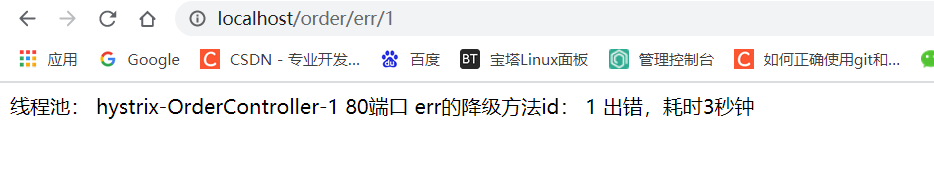 localhost/order/err/1
应用 Google CSDN - 专业开发... 百度 BT 宝塔Linux面板 管理控制台 如何正确使用git和...
线程池： hystrix-OrderController-1 80端口 err的降级方法id： 1 出错，耗时3秒钟